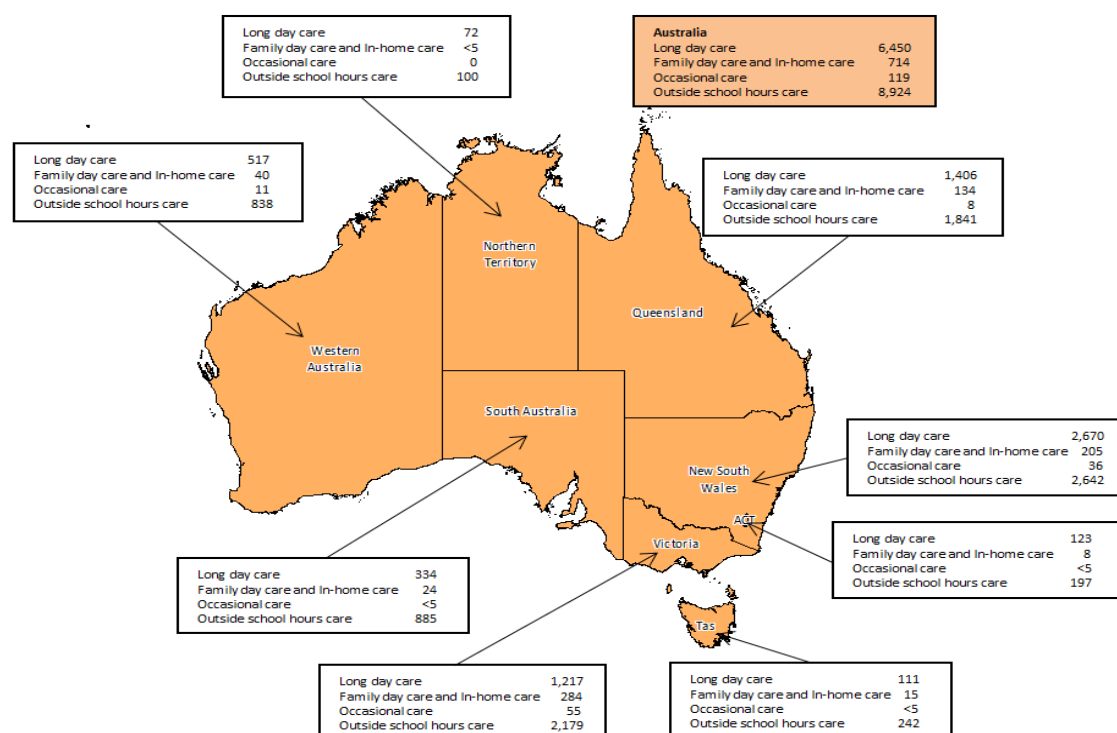 Long day care 72
Family day care and In-home care <5
Occasional care 0
Outside school hours care 100
Australia
Long day care 6,450
Family day care and In-home care 714
Occasional care 119
Outside school hours care 8,924
Long day care 517
Family day care and In-home care 40
Occasional care 11
Outside school hours care 838
Long day care 1,406
Family day care and In-home care 134
Occasional care 8
Outside school hours care 1,841
Northern
Territory
Queensland
Western
Australia
South Australia
New South
Wales
ACT
Victoria
Tas
Long day care 2,670
Family day care and In-home care 205
Occasional care 36
Outside school hours care 2,642
Long day care 123
Family day care and In-home care 8
Occasional care <5
Outside school hours care 197
Long day care 334
Family day care and In-home care 24
Occasional care <5
Outside school hours care 885
Long day care 1,217
Family day care and In-home care 284
Occasional care 55
Outside school hours care 2,179
Long day care 111
Family day care and In-home care 15
Occasional care <5
Outside school hours care 242